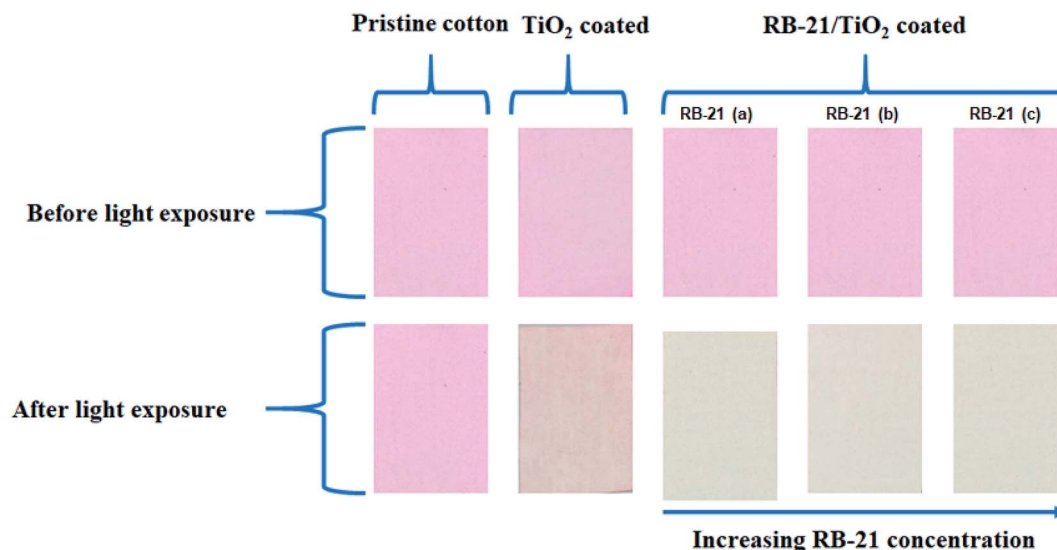 Pristine cotton
TiO₂ coated
RB-21/TiO₂ coated
RB-21 (a)
RB-21 (b)
RB-21 (c)
Before light exposure
After light exposure
Increasing RB-21 concentration